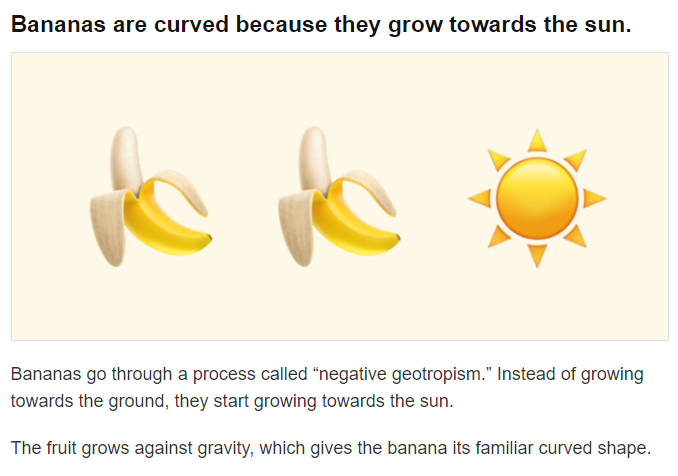 Bananas are curved because they grow towards the sun.
Bananas go through a process called “negative geotropism.” Instead of growing
towards the ground, they start growing towards the sun.
The fruit grows against gravity, which gives the banana its familiar curved shape.